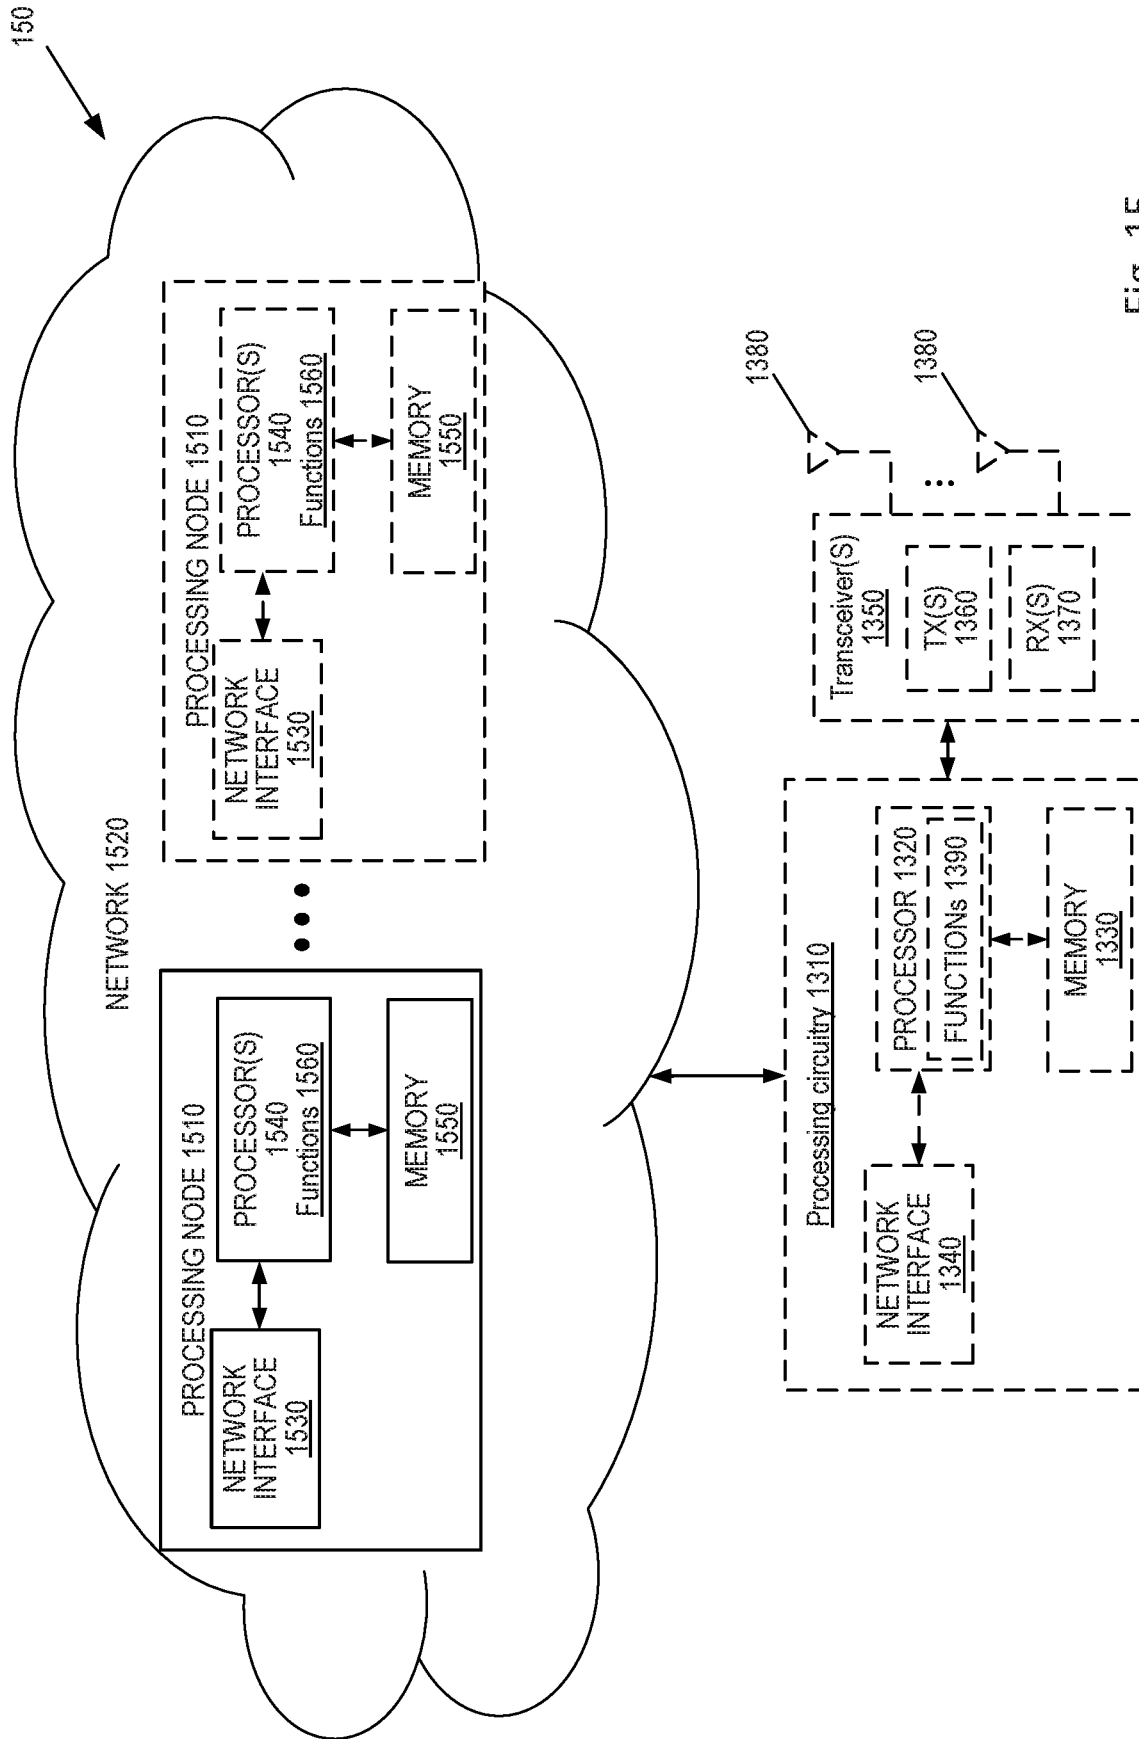 150
NETWORK 1520
PROCESSING NODE 1510
NETWORK
INTERFACE
1530
PROCESSOR(S)
1540
Functions 1560
MEMORY
1550
PROCESSING NODE 1510
NETWORK
INTERFACE
1530
PROCESSOR(S)
1540
Functions 1560
MEMORY
1550
Processing circuitry 1310
NETWORK
INTERFACE
1340
PROCESSOR 1320
FUNCTIONs 1390
MEMORY
1330
Transceiver(S)
1350
TX(S)
1360
RX(S)
1370
1380
1380
Fig. 15